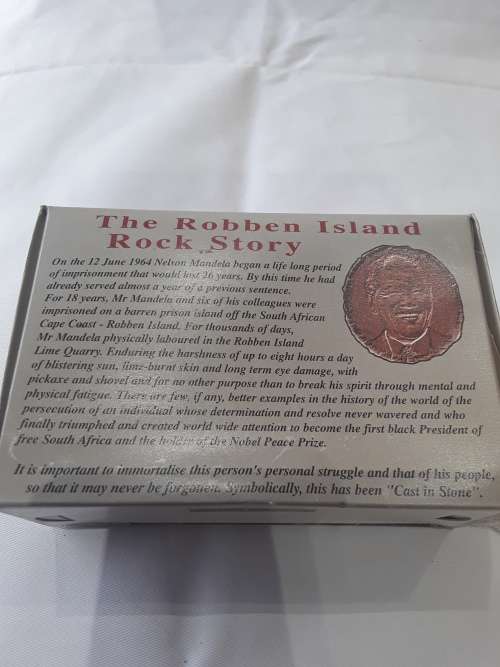 The Robben Island
Rock Story
On the 12 June 1964 Nelson Mandela began a life long period
of imprisonment that would last 26 years. By this time he had
already served almost a year of a previous sentence.
For 18 years, Mr Mandela and six of his colleagues were
imprisoned on a barren prison island off the South African
Cape Coast - Robben Island. For thousands of days,
Mr Mandela physically laboured in the Robben Island
Lime Quarry. Enduring the harshness of up to eight hours a day
of blistering sun, lime-burnt skin and long term eye damage, with
pickaxe and shovel and for no other purpose than to break his spirit through mental and
physical fatigue. There are few, if any, better examples in the history of the world of the
persecution of an individual whose determination and resolve never wavered and who
finally triumphed and created world wide attention to become the first black President of
free South Africa and the holder of the Nobel Peace Prize.
It is important to immortalise this person's personal struggle and that of his people,
so that it may never be forgotten. Symbolically, this has been "Cast in Stone".